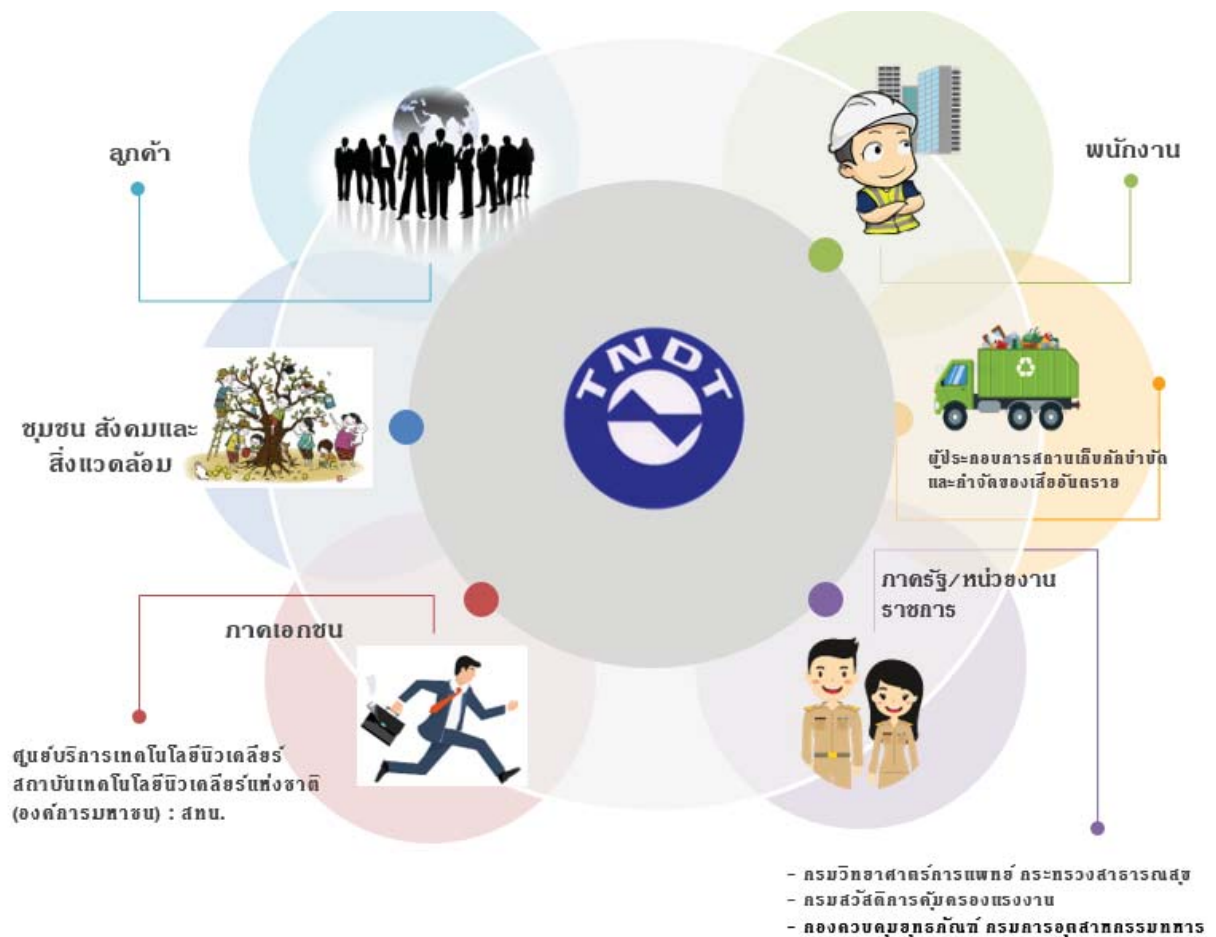 ลูกค้า
พนักงาน
TNDT
ชุมชน สังคมและ
สิ่งแวดล้อม
ผู้ประกอบการสถานเก็บกักบำบัด
และกำจัดของเสียอันตราย
ภาครัฐ/หน่วยงาน
ราชการ
ภาคเอกชน
ศูนย์บริการเทคโนโลยีนิวเคลียร์
สถาบันเทคโนโลยีนิวเคลียร์แห่งชาติ
(องค์การมหาชน) : สทน.
- กรมวิทยาศาตร์การแพทย์ กระทรวงสาธารณสุข
- กรมสวัสดิการคุ้มครองแรงงาน
- กองควบคุมยุทธภัณฑ์ กรมการอุตสาหกรรมทหาร